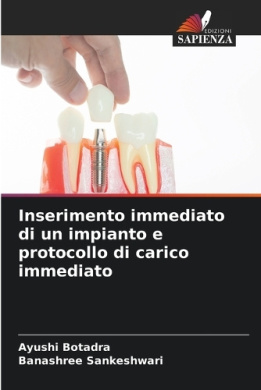 EDIZIONI
SAPIENZA
Inserimento immediato
di un impianto e
protocollo di carico
immediato
Ayushi Botadra
Banashree Sankeshwari